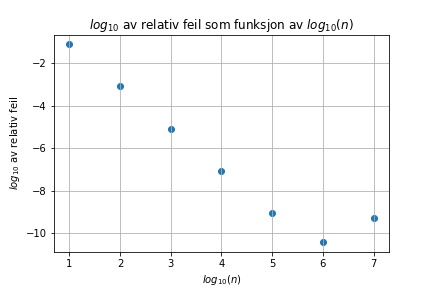 log₁₀ av relativ feil som funksjon av log₁₀(n)
log₁₀ av relativ feil
−2
−4
−6
−8
−10
1 2 3 4 5 6 7
log₁₀(n)